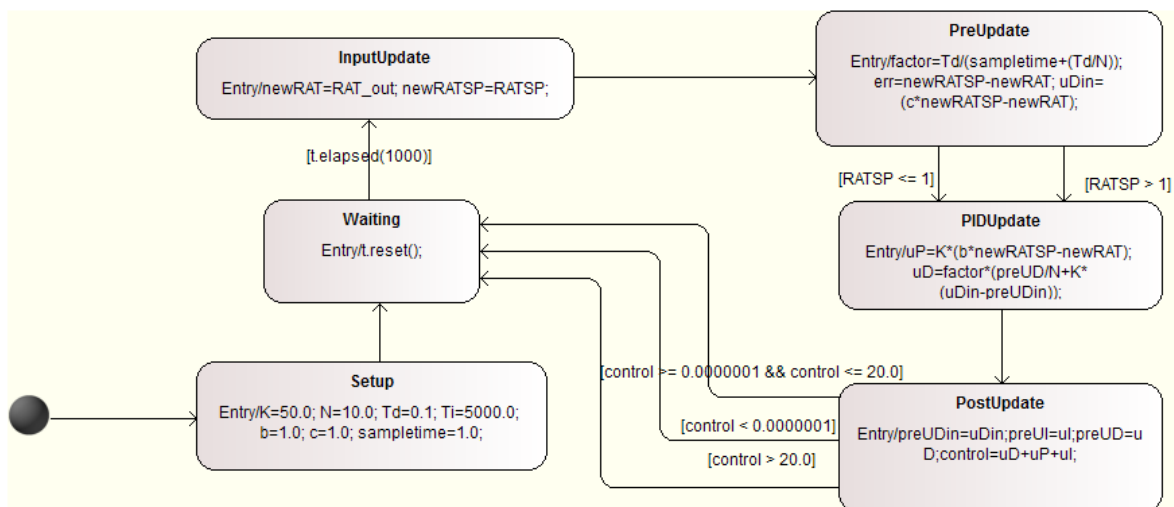 InputUpdate
Entry/newRAT=RAT_out; newRATSP=RATSP;
PreUpdate
Entry/factor=Td/(sampletime+(Td/N));
err=newRATSP-newRAT; uDin=
(c*newRATSP-newRAT);
[t.elapsed(1000)]
[RATSP <= 1]
[RATSP > 1]
Waiting
Entry/t.reset();
PIDUpdate
Entry/uP=K*(b*newRATSP-newRAT);
uD=factor*(preUD/N+K*
(uDin-preUDin));
Setup
Entry/K=50.0; N=10.0; Td=0.1; Ti=5000.0;
b=1.0; c=1.0; sampletime=1.0;
[control >= 0.0000001 && control <= 20.0]
[control < 0.0000001]
[control > 20.0]
PostUpdate
Entry/preUDin=uDin;preUI=uI;preUD=u
D;control=uD+uP+uI;